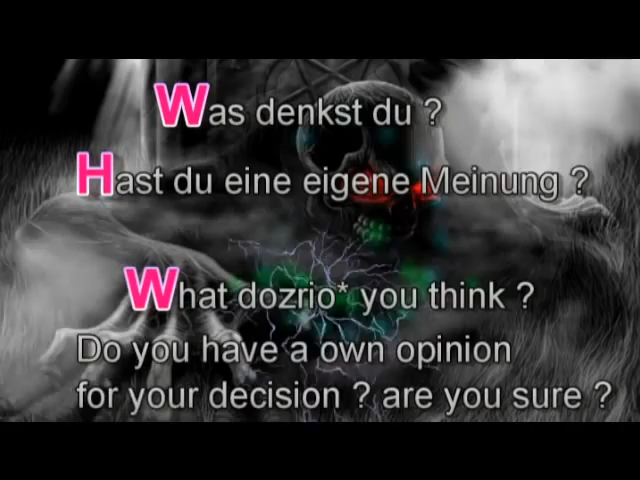 Was denkst du ?
Hast du eine eigene Meinung ?
What dozrio* you think ?
Do you have a own opinion
for your decision ? are you sure ?